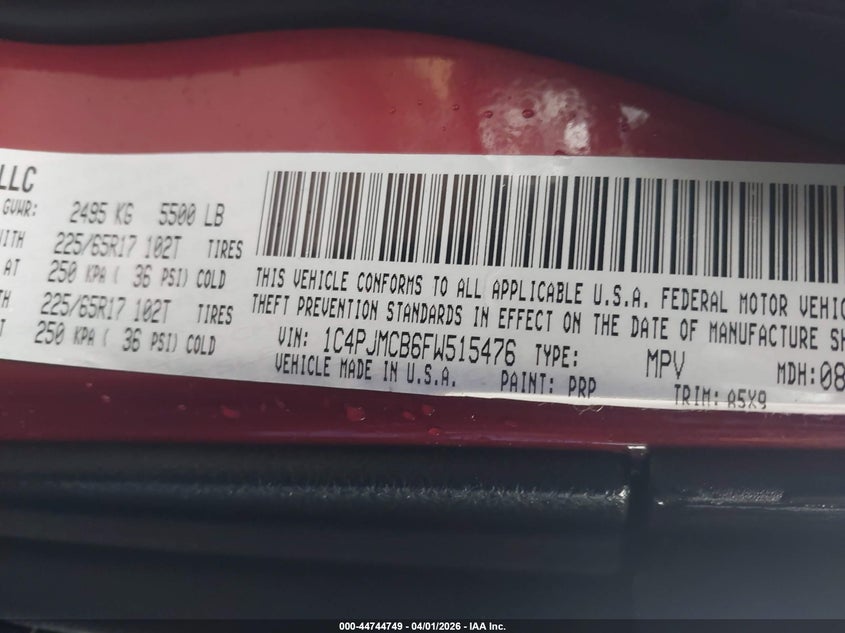 LLC
GVWR: 2495 KG 5500 LB
WITH 225/65R17 102T TIRES
AT 250 KPA ( 36 PSI) COLD
TH 225/65R17 102T TIRES
T 250 KPA ( 36 PSI) COLD
THIS VEHICLE CONFORMS TO ALL APPLICABLE U.S.A. FEDERAL MOTOR VEHIC
THEFT PREVENTION STANDARDS IN EFFECT ON THE DATE OF MANUFACTURE SH
VIN: 1C4PJMCB6FW515476 TYPE: MPV MDH: 08
VEHICLE MADE IN U.S.A. PAINT: PRP TRIM: A5X9
000-44744749 | 04/01/2026 - IAA Inc.